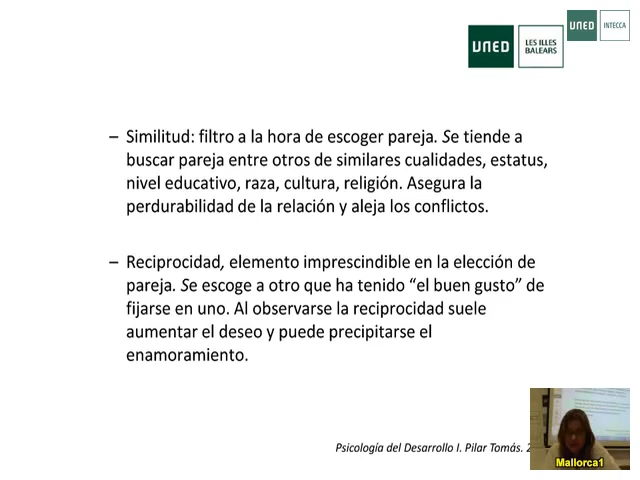 UNED
INTECCA
UNED
LES ILLES
BALEARS
– Similitud: filtro a la hora de escoger pareja. Se tiende a
buscar pareja entre otros de similares cualidades, estatus,
nivel educativo, raza, cultura, religión. Asegura la
perdurabilidad de la relación y aleja los conflictos.
– Reciprocidad, elemento imprescindible en la elección de
pareja. Se escoge a otro que ha tenido “el buen gusto” de
fijarse en uno. Al observarse la reciprocidad suele
aumentar el deseo y puede precipitarse el
enamoramiento.
Psicología del Desarrollo I. Pilar Tomás.
Mallorca1